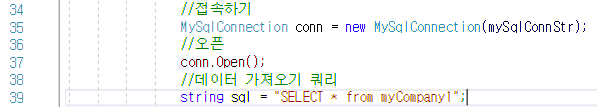 34 //접속하기
35 MySqlConnection conn = new MySqlConnection(mySqlConnStr);
36 //오픈
37 conn.Open();
38 //데이터 가져오기 쿼리
39 string sql = "SELECT * from myCompany1";